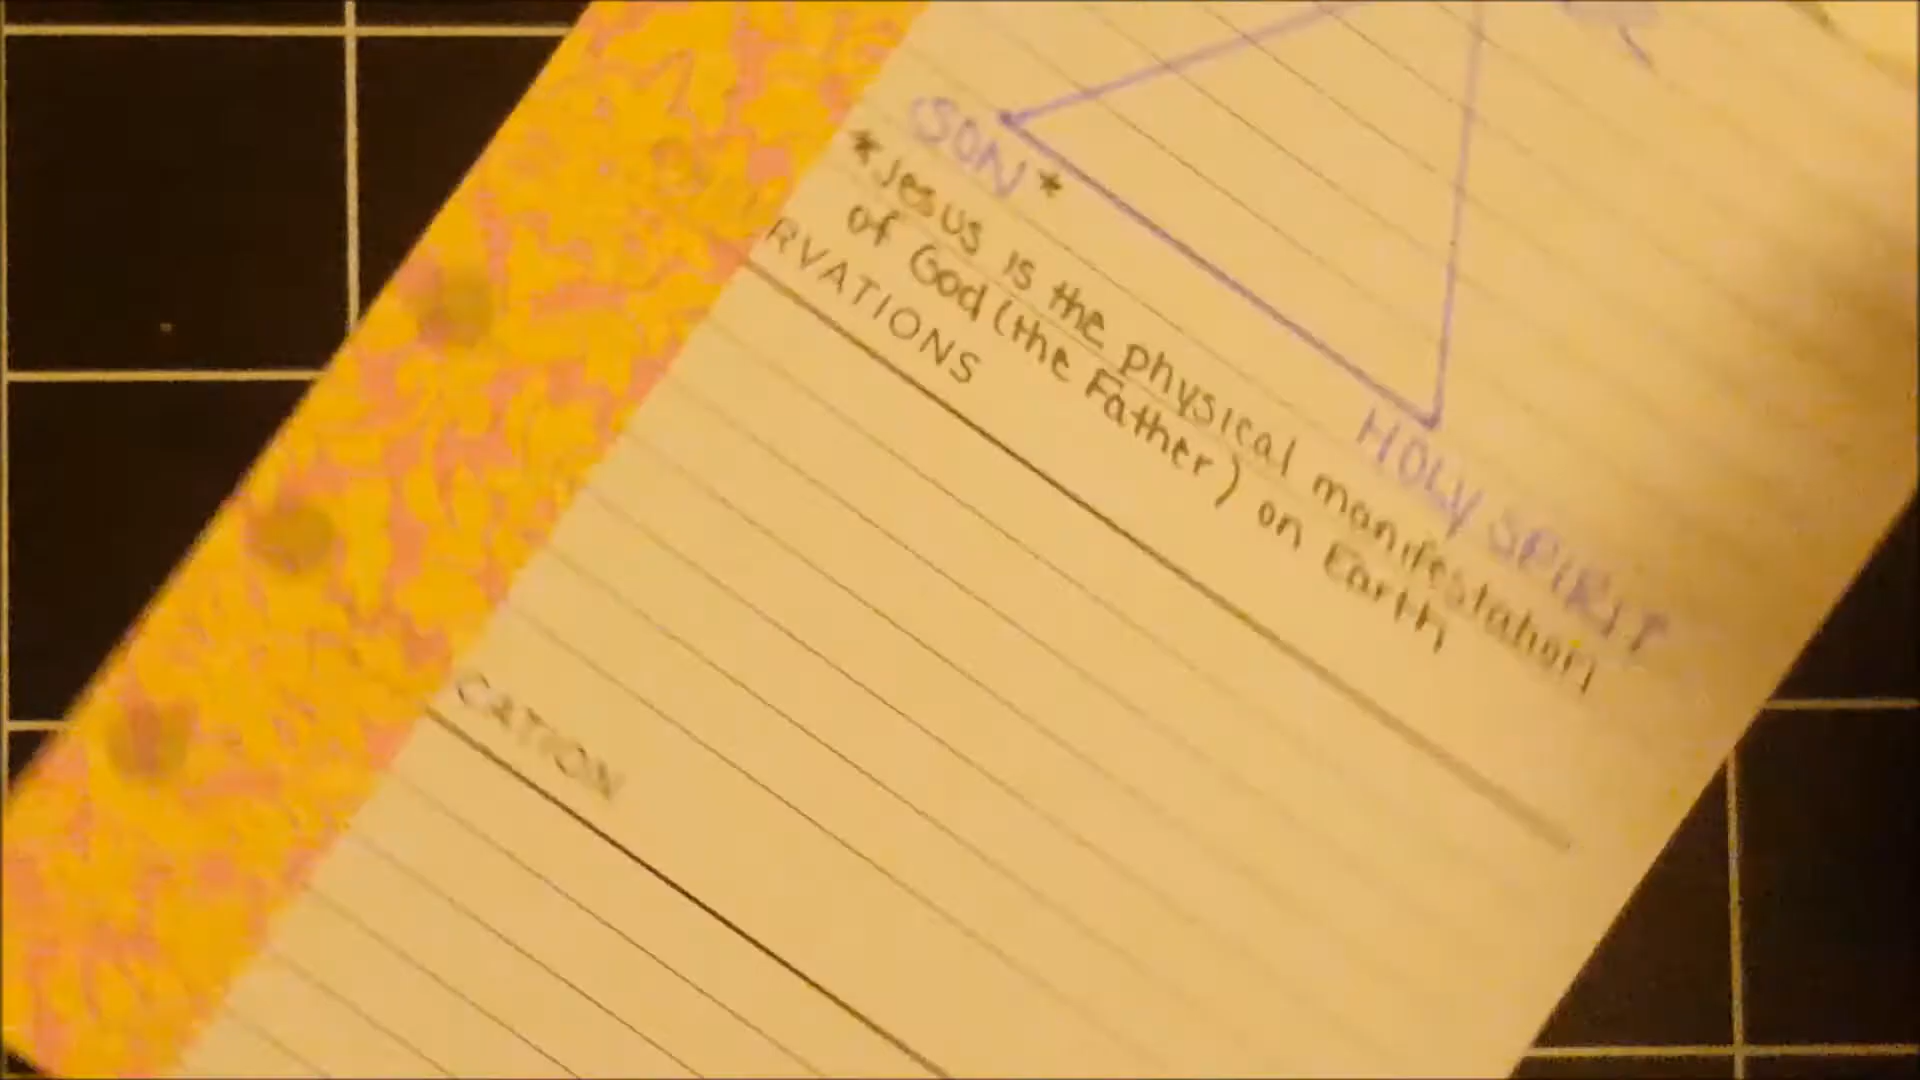 SON*
HOLY SPIRIT
*Jesus is the physical manifestation
of God (the Father) on Earth
RVATIONS
CATION